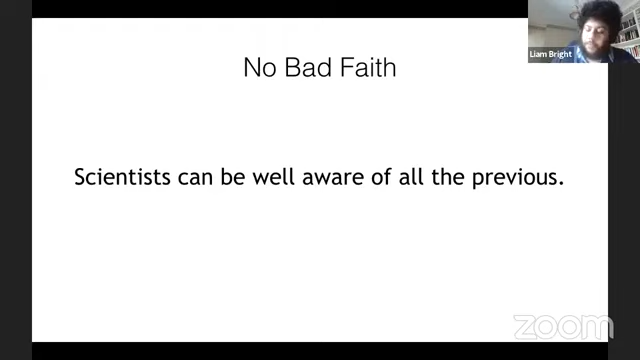 No Bad Faith
Liam Bright
Scientists can be well aware of all the previous.
zoom